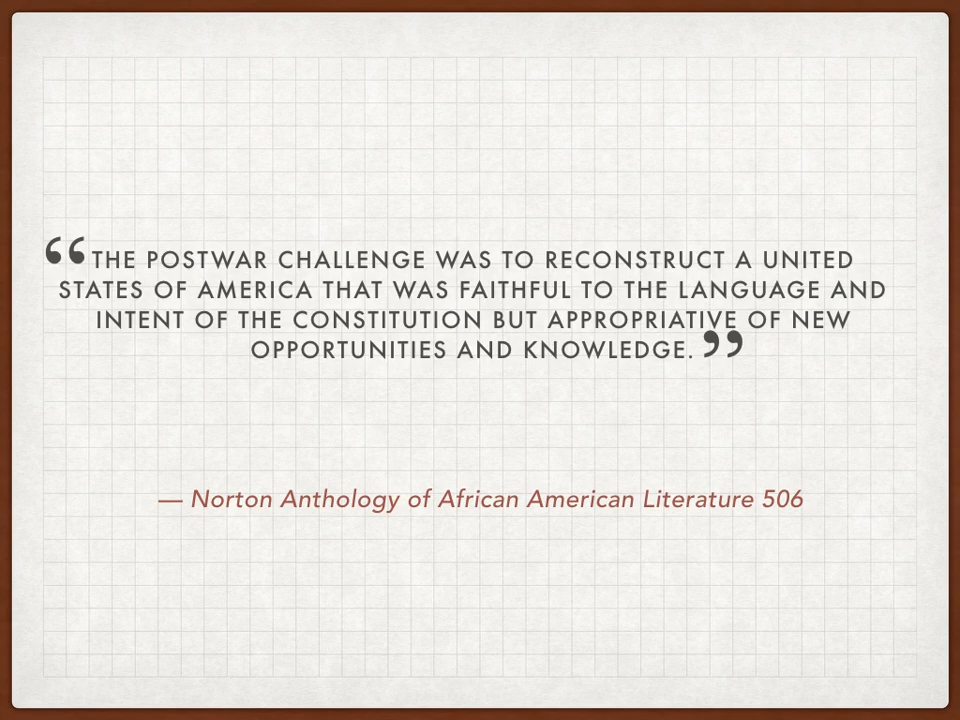 “THE POSTWAR CHALLENGE WAS TO RECONSTRUCT A UNITED
STATES OF AMERICA THAT WAS FAITHFUL TO THE LANGUAGE AND
INTENT OF THE CONSTITUTION BUT APPROPRIATIVE OF NEW
OPPORTUNITIES AND KNOWLEDGE.”
— Norton Anthology of African American Literature 506